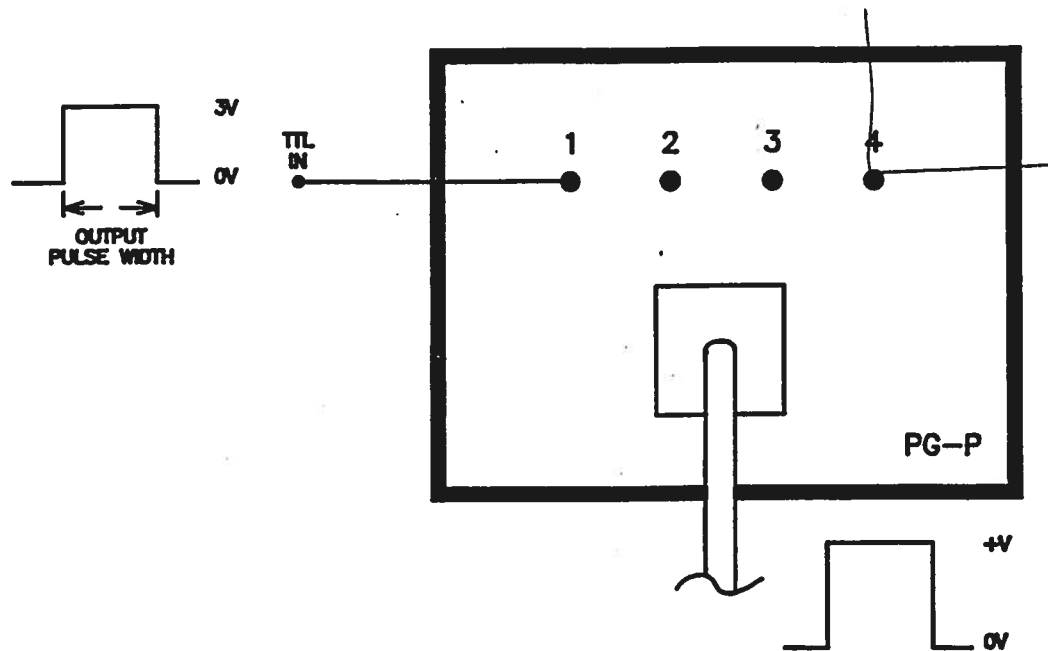 3V
TTL
IN
0V
OUTPUT
PULSE WIDTH
1 2 3 4
PG-P
+V
0V